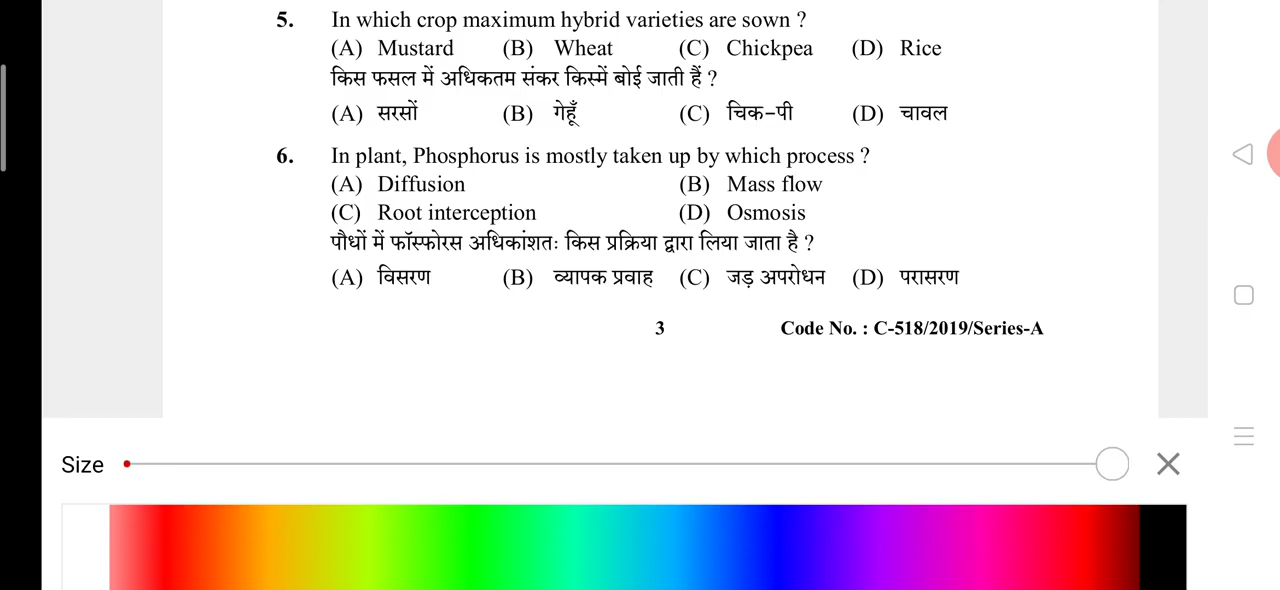 5. In which crop maximum hybrid varieties are sown ?
(A) Mustard (B) Wheat (C) Chickpea (D) Rice
किस फसल में अधिकतम संकर किस्में बोई जाती हैं ?
(A) सरसों (B) गेहूँ (C) चिक-पी (D) चावल
6. In plant, Phosphorus is mostly taken up by which process ?
(A) Diffusion (B) Mass flow
(C) Root interception (D) Osmosis
पौधों में फॉस्फोरस अधिकांशतः किस प्रक्रिया द्वारा लिया जाता है ?
(A) विसरण (B) व्यापक प्रवाह (C) जड़ अपरोधन (D) परासरण
3 Code No. : C-518/2019/Series-A
Size